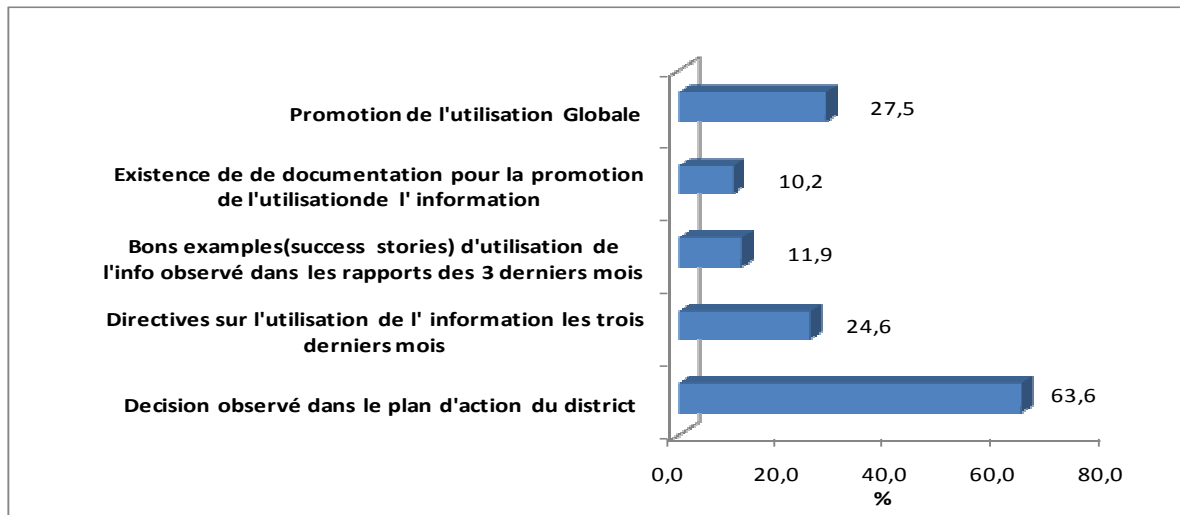 Promotion de l'utilisation Globale
27,5
Existence de de documentation pour la promotion
de l'utilisationde l' information
10,2
Bons examples(success stories) d'utilisation de
l'info observé dans les rapports des 3 derniers mois
11,9
Directives sur l'utilisation de l' information les trois
derniers mois
24,6
Decision observé dans le plan d'action du district
63,6
0,0 20,0 40,0 60,0 80,0
%